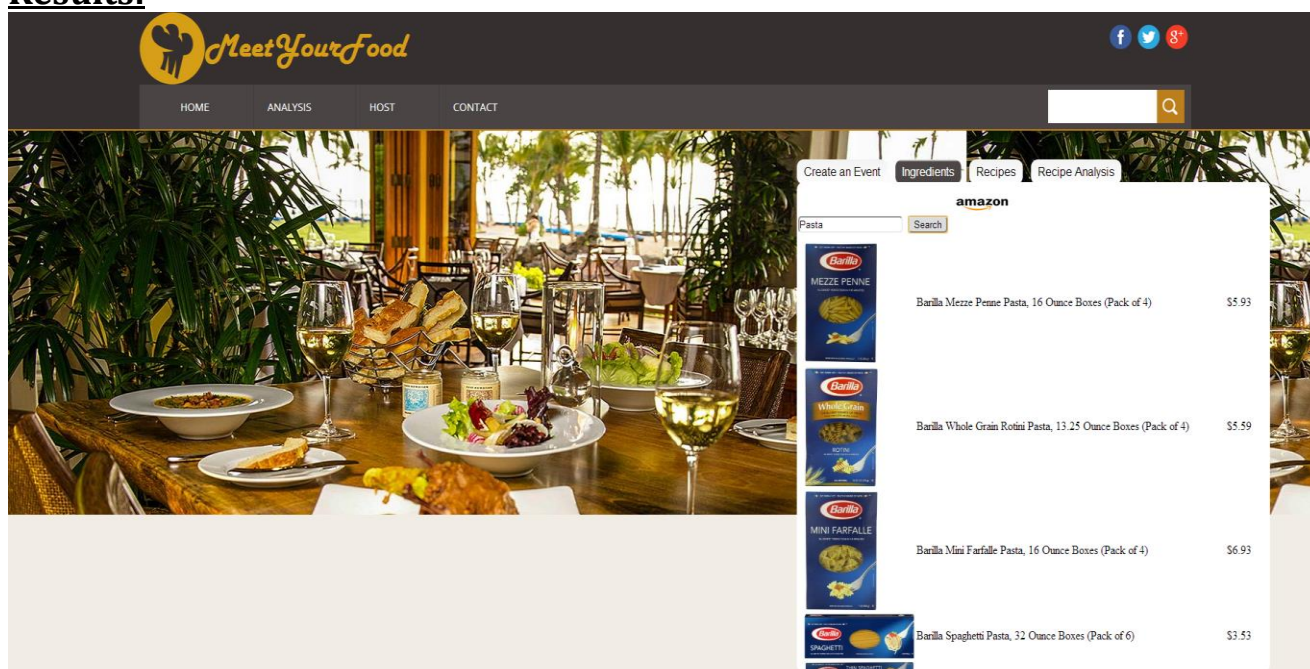 Results:
MeetYourFood
f g+
HOME ANALYSIS HOST CONTACT
Create an Event Ingredients Recipes Recipe Analysis
amazon
Pasta Search
Barilla
MEZZE PENNE
Barilla Mezze Penne Pasta, 16 Ounce Boxes (Pack of 4) $5.93
Barilla
Whole Grain
ROTINI
Barilla Whole Grain Rotini Pasta, 13.25 Ounce Boxes (Pack of 4) $5.59
Barilla
MINI FARFALLE
Barilla Mini Farfalle Pasta, 16 Ounce Boxes (Pack of 4) $6.93
Barilla
SPAGHETTI
Barilla Spaghetti Pasta, 32 Ounce Boxes (Pack of 6) $3.53